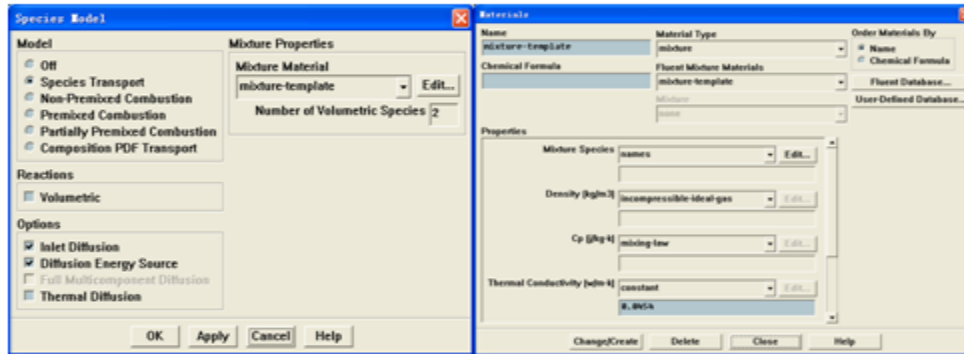 Species Model
Model
Off
Species Transport
Non-Premixed Combustion
Premixed Combustion
Partially Premixed Combustion
Composition PDF Transport
Reactions
Volumetric
Options
Inlet Diffusion
Diffusion Energy Source
Full Multicomponent Diffusion
Thermal Diffusion
Mixture Properties
Mixture Material
mixture-template Edit...
Number of Volumetric Species 2
OK Apply Cancel Help
Materials
Name
mixture-template
Chemical Formula
Material Type
mixture
Fluent Mixture Materials
mixture-template
Mixture
none
Order Materials By
Name
Chemical Formula
Fluent Database...
User-Defined Database...
Properties
Mixture Species names Edit...
Density (kg/m3) incompressible-ideal-gas Edit...
Cp (j/kg-k) mixing-law Edit...
Thermal Conductivity (w/m-k) constant Edit...
0.0454
Change/Create Delete Close Help